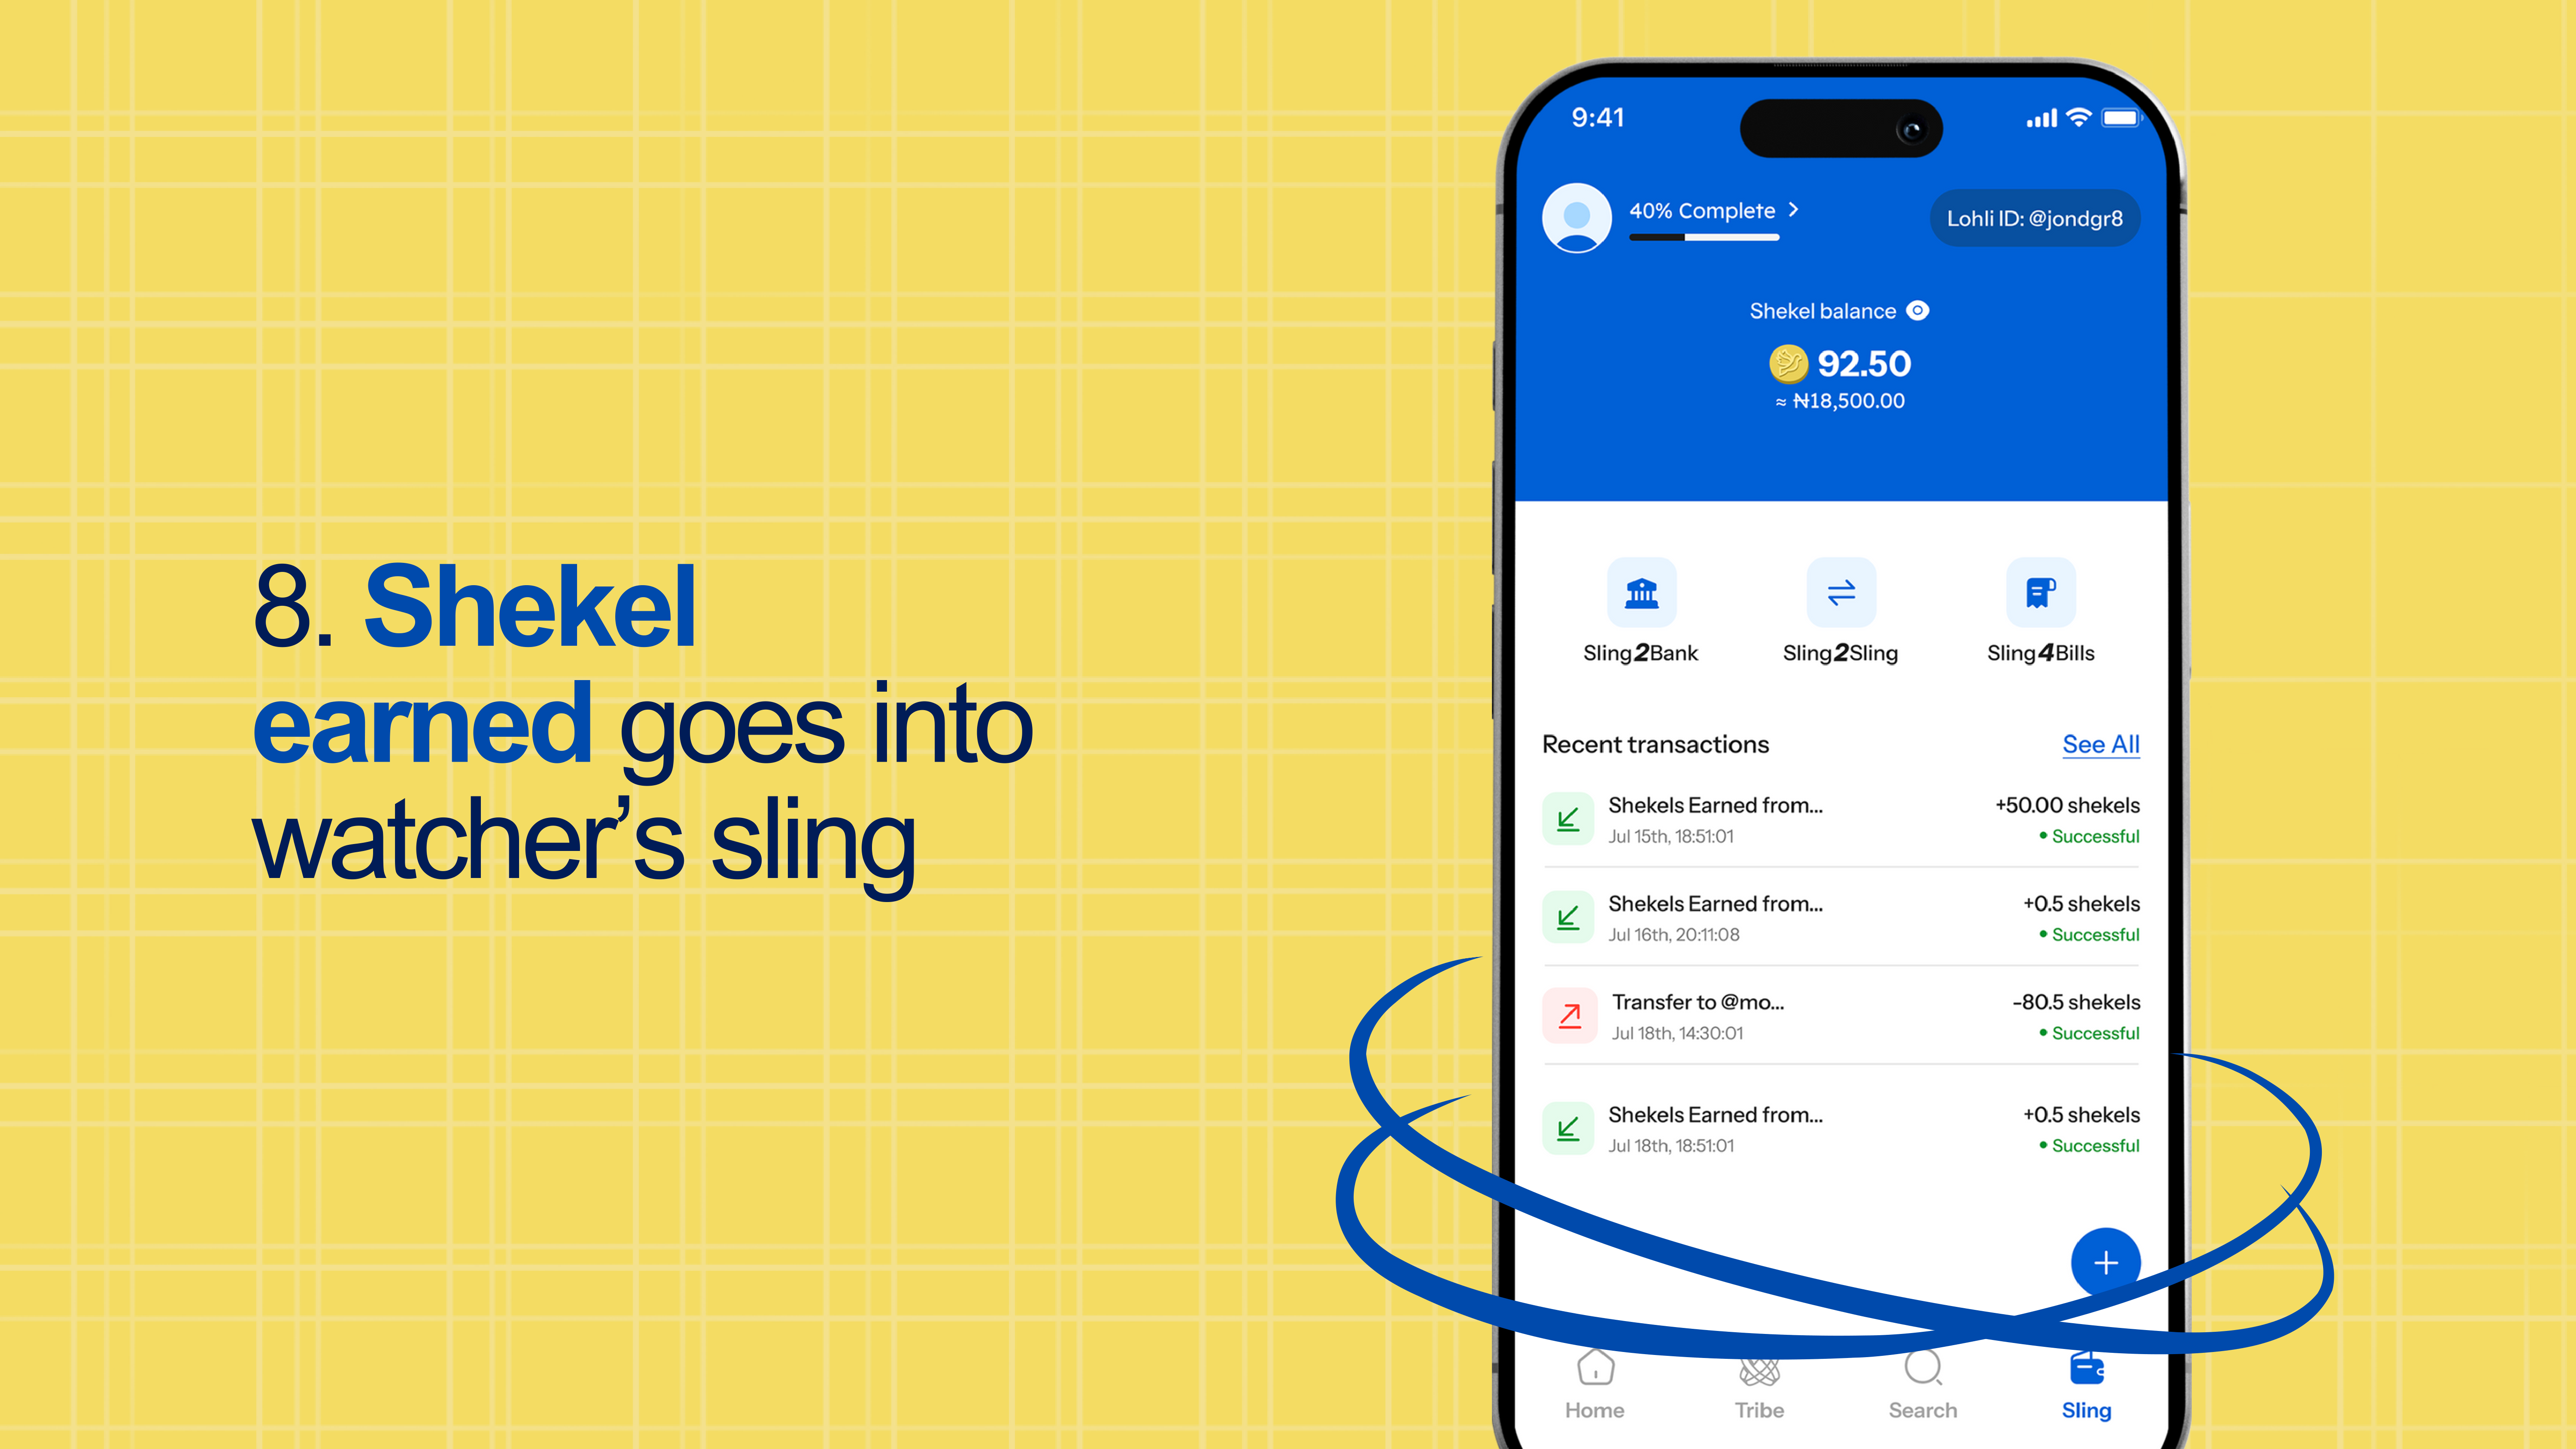 8. Shekel
earned goes into
watcher’s sling
9:41
40% Complete
Lohli ID: @jondgr8
Shekel balance
92.50
≈ ₦18,500.00
Sling2Bank
Sling2Sling
Sling4Bills
Recent transactions
See All
Shekels Earned from...
+50.00 shekels
Jul 15th, 18:51:01
• Successful
Shekels Earned from...
+0.5 shekels
Jul 16th, 20:11:08
• Successful
Transfer to @mo...
-80.5 shekels
Jul 18th, 14:30:01
• Successful
Shekels Earned from...
+0.5 shekels
Jul 18th, 18:51:01
• Successful
Home
Tribe
Search
Sling